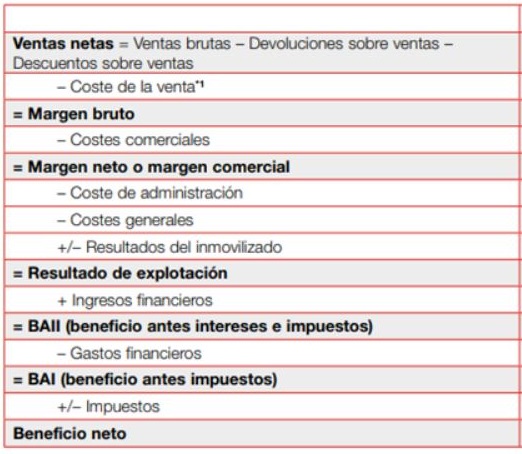 Ventas netas = Ventas brutas – Devoluciones sobre ventas –
Descuentos sobre ventas
– Coste de la venta*1
= Margen bruto
– Costes comerciales
= Margen neto o margen comercial
– Coste de administración
– Costes generales
+/– Resultados del inmovilizado
= Resultado de explotación
+ Ingresos financieros
= BAII (beneficio antes intereses e impuestos)
– Gastos financieros
= BAI (beneficio antes impuestos)
+/– Impuestos
Beneficio neto